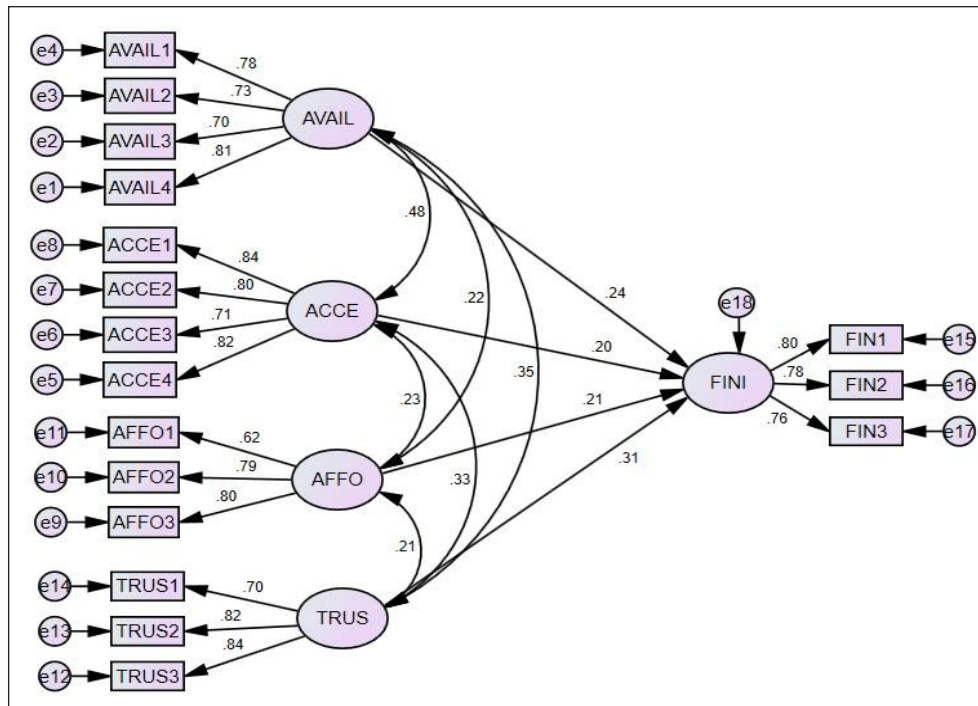 e4 AVAIL1
.78
e3 AVAIL2
.73
AVAIL
e2 AVAIL3
.70
e1 AVAIL4
.81
.48
e8 ACCE1
.84
e7 ACCE2
.80
ACCE
e6 ACCE3
.71
e5 ACCE4
.82
.22
.24
.20
.35
.23
.21
.33
.31
e18
FINI
.80
FIN1 e15
.78
FIN2 e16
.76
FIN3 e17
e11 AFFO1
.62
e10 AFFO2
.79
AFFO
e9 AFFO3
.80
.21
e14 TRUS1
.70
e13 TRUS2
.82
TRUS
e12 TRUS3
.84